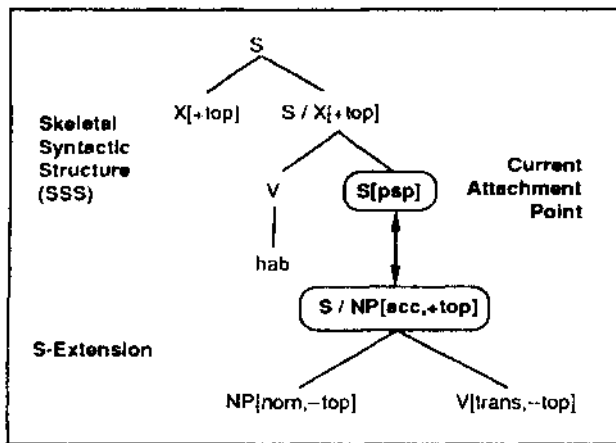 S
X[+top] S / X[+top]
Skeletal
Syntactic
Structure
(SSS)
V S[psp]
Current
Attachment
Point
hab
S / NP[acc,+top]
S-Extension
NP[nom,–top] V[trans,–top]